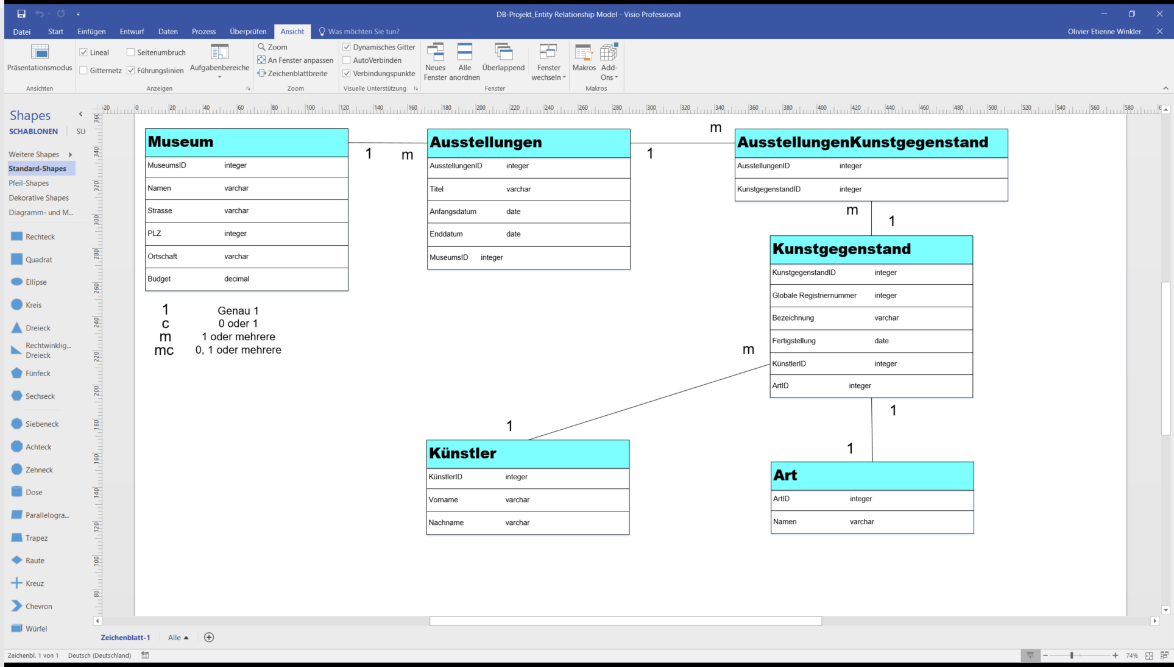 DB-Projekt_Entity Relationship Model - Visio Professional
Datei Start Einfügen Entwurf Daten Prozess Überprüfen Ansicht Was möchten Sie tun? Olivier Etienne Winkler
Präsentationsmodus
Ansichten
Lineal Seitenumbruch
Gitternetz Führungslinien
Aufgabenbereiche
Anzeigen
Zoom
An Fenster anpassen
Zeichenblattbreite
Zoom
Dynamisches Gitter
AutoVerbinden
Verbindungspunkte
Visuelle Unterstützung
Neues Fenster
Alle anordnen
Überlappend
Fenster wechseln
Fenster
Makros
Add-Ons
Makros
Shapes
SCHABLONEN SU
Weitere Shapes
Standard-Shapes
Pfeil-Shapes
Dekorative Shapes
Diagramm- und M...
Rechteck
Quadrat
Ellipse
Kreis
Dreieck
Rechtwinklig...
Dreieck
Fünfeck
Sechseck
Siebeneck
Achteck
Zehneck
Dose
Parallelogra...
Trapez
Raute
Kreuz
Chevron
Würfel
Museum
MuseumsID integer
Namen varchar
Strasse varchar
PLZ integer
Ortschaft varchar
Budget decimal
1 m
Ausstellungen
AusstellungenID integer
Titel varchar
Anfangsdatum date
Enddatum date
MuseumsID integer
1 m
AusstellungenKunstgegenstand
AusstellungenID integer
KunstgegenstandID integer
m
1
Kunstgegenstand
KunstgegenstandID integer
Globale Registriernummer integer
Bezeichnung varchar
Fertigstellung date
KünstlerID integer
ArtID integer
1 Genau 1
c 0 oder 1
m 1 oder mehrere
mc 0, 1 oder mehrere
m
1
1
1
Künstler
KünstlerID integer
Vorname varchar
Nachname varchar
Art
ArtID integer
Namen varchar
Zeichenblatt-1 Alle
Zeichenbl. 1 von 1 Deutsch (Deutschland) 74%